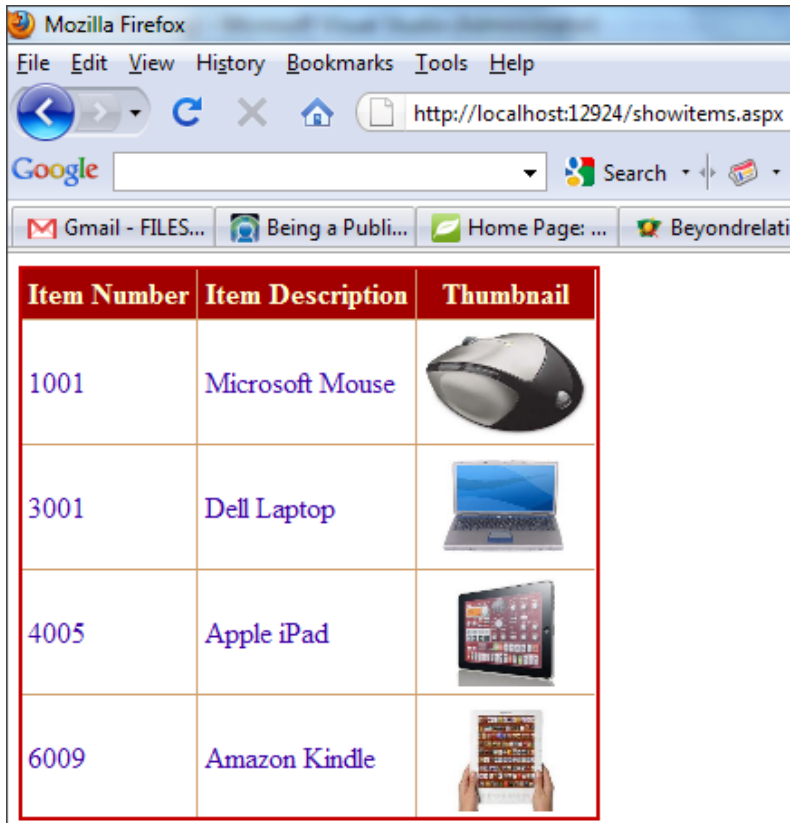 Mozilla Firefox
File Edit View History Bookmarks Tools Help
http://localhost:12924/showitems.aspx
Google Search
Gmail - FILES... Being a Publi... Home Page: ... Beyondrelati
Item Number Item Description Thumbnail
1001 Microsoft Mouse
3001 Dell Laptop
4005 Apple iPad
6009 Amazon Kindle